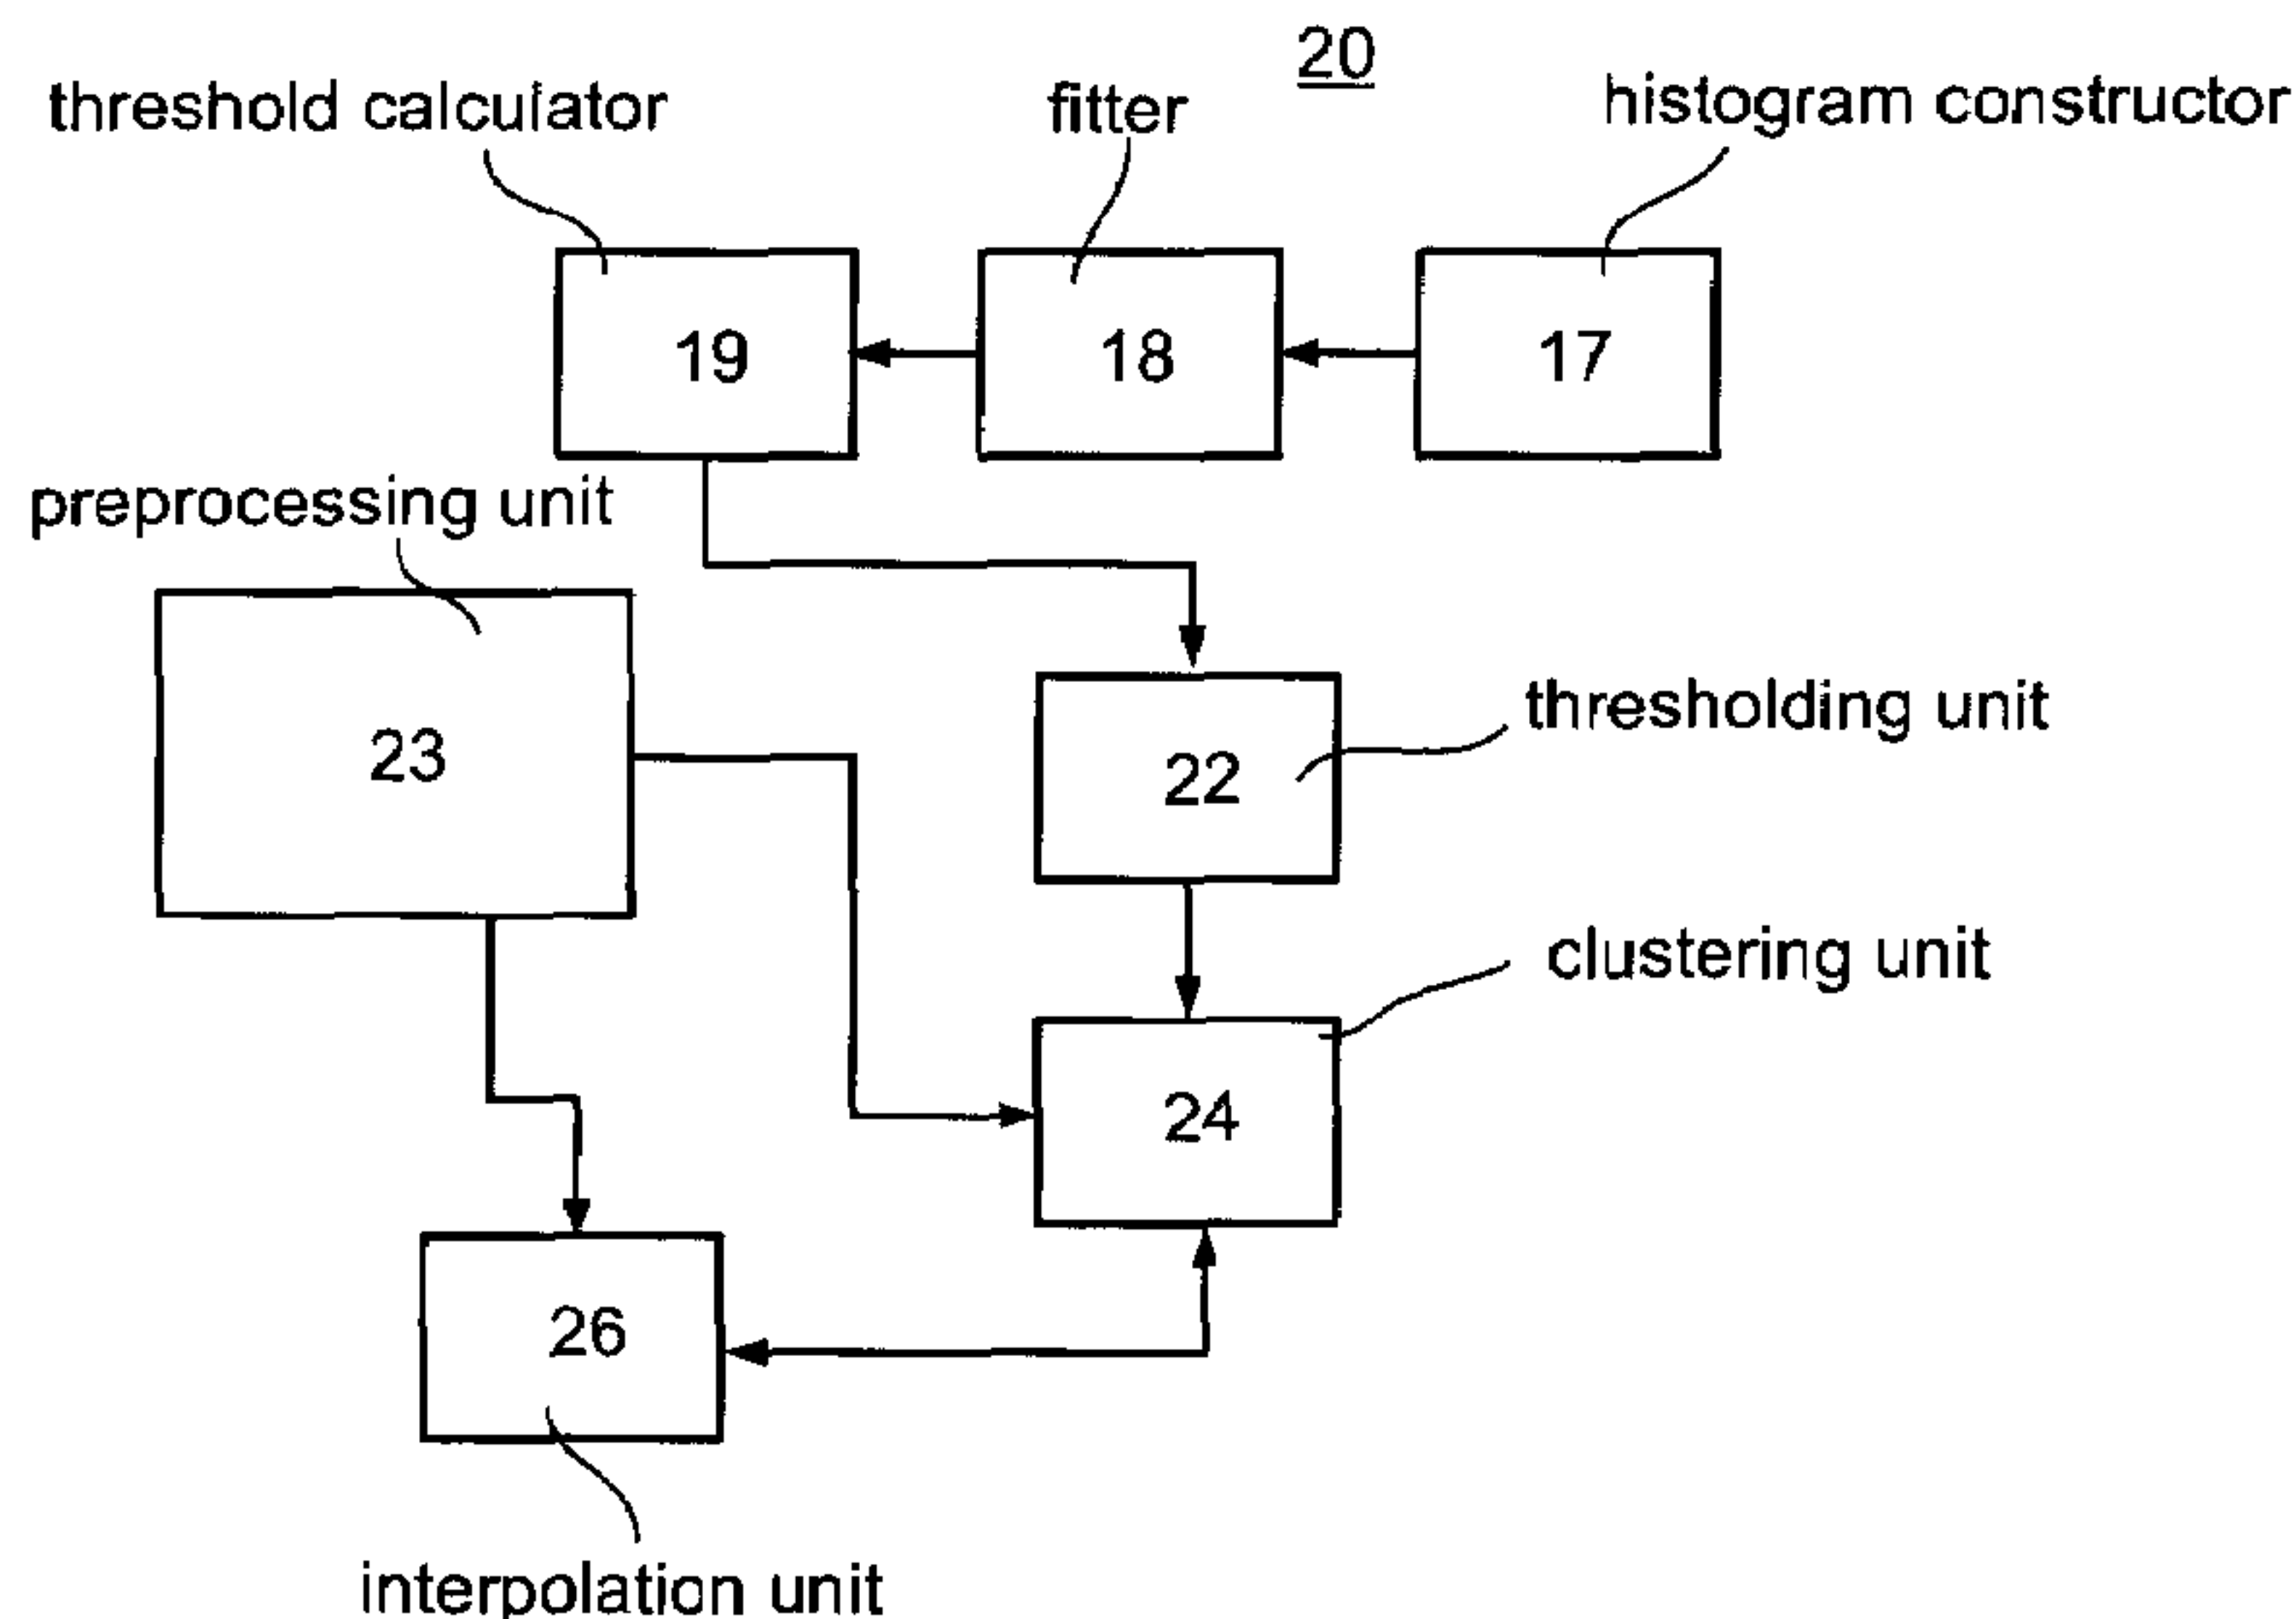 20
threshold calculator
fitter
histogram constructor
19
18
17
preprocessing unit
23
thresholding unit
22
clustering unit
24
26
interpolation unit